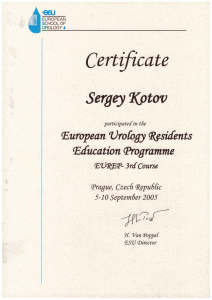 eeu
EUROPEAN
SCHOOL OF
UROLOGY
Certificate
Sergey Kotov
participated in the
European Urology Residents
Education Programme
EUREP- 3rd Course
Prague, Czech Republic
5-10 September 2005
H. Van Poppel
ESU Director